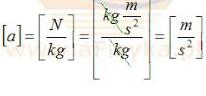 [a] = [N/kg] = [kg m/s²/kg] = [m/s²]